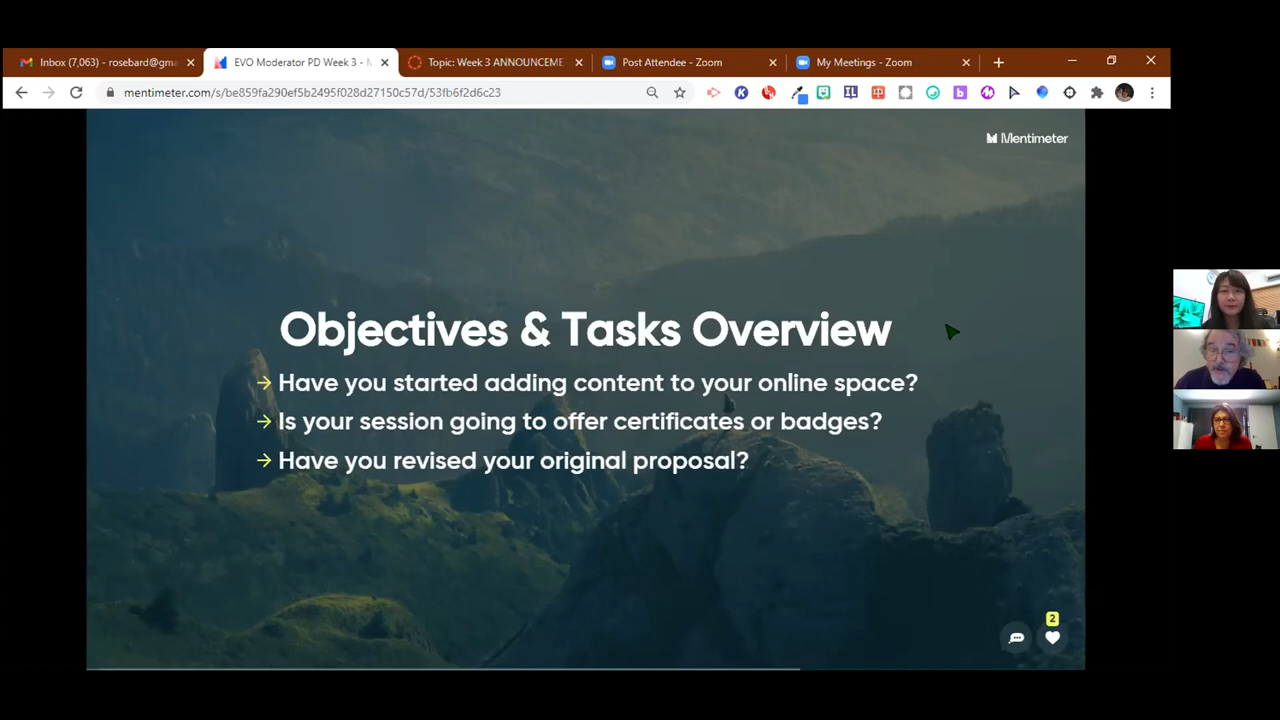 Inbox (7,063) - rosebard@gma
EVO Moderator PD Week 3 - M
Topic: Week 3 ANNOUNCEME
Post Attendee - Zoom
My Meetings - Zoom
mentimeter.com/s/be859fa290ef5b2495f028d27150c57d/53fb6f2d6c23
Mentimeter
Objectives & Tasks Overview
→ Have you started adding content to your online space?
→ Is your session going to offer certificates or badges?
→ Have you revised your original proposal?
2